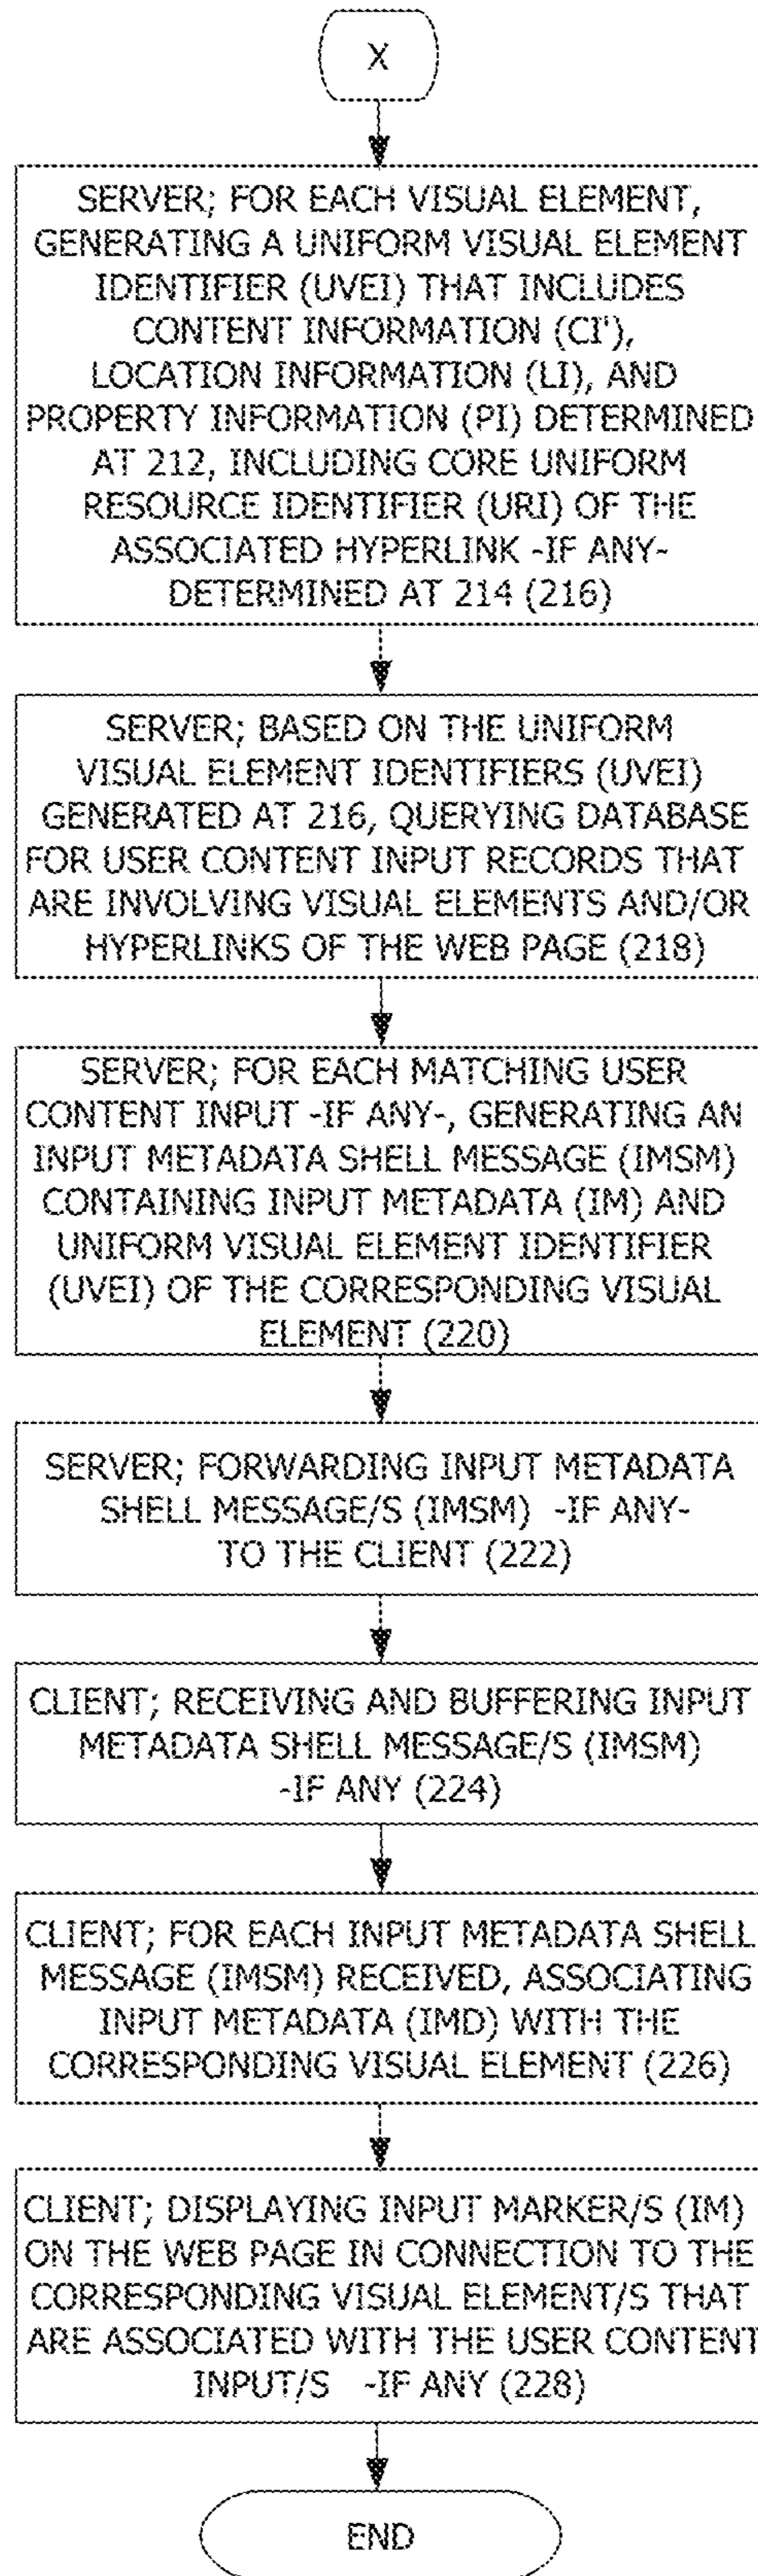 X
SERVER; FOR EACH VISUAL ELEMENT,
GENERATING A UNIFORM VISUAL ELEMENT
IDENTIFIER (UVEI) THAT INCLUDES
CONTENT INFORMATION (CI'),
LOCATION INFORMATION (LI), AND
PROPERTY INFORMATION (PI) DETERMINED
AT 212, INCLUDING CORE UNIFORM
RESOURCE IDENTIFIER (URI) OF THE
ASSOCIATED HYPERLINK -IF ANY-
DETERMINED AT 214 (216)
SERVER; BASED ON THE UNIFORM
VISUAL ELEMENT IDENTIFIERS (UVEI)
GENERATED AT 216, QUERYING DATABASE
FOR USER CONTENT INPUT RECORDS THAT
ARE INVOLVING VISUAL ELEMENTS AND/OR
HYPERLINKS OF THE WEB PAGE (218)
SERVER; FOR EACH MATCHING USER
CONTENT INPUT -IF ANY-, GENERATING AN
INPUT METADATA SHELL MESSAGE (IMSM)
CONTAINING INPUT METADATA (IM) AND
UNIFORM VISUAL ELEMENT IDENTIFIER
(UVEI) OF THE CORRESPONDING VISUAL
ELEMENT (220)
SERVER; FORWARDING INPUT METADATA
SHELL MESSAGE/S (IMSM) -IF ANY-
TO THE CLIENT (222)
CLIENT; RECEIVING AND BUFFERING INPUT
METADATA SHELL MESSAGE/S (IMSM)
-IF ANY (224)
CLIENT; FOR EACH INPUT METADATA SHELL
MESSAGE (IMSM) RECEIVED, ASSOCIATING
INPUT METADATA (IMD) WITH THE
CORRESPONDING VISUAL ELEMENT (226)
CLIENT; DISPLAYING INPUT MARKER/S (IM)
ON THE WEB PAGE IN CONNECTION TO THE
CORRESPONDING VISUAL ELEMENT/S THAT
ARE ASSOCIATED WITH THE USER CONTENT
INPUT/S -IF ANY (228)
END